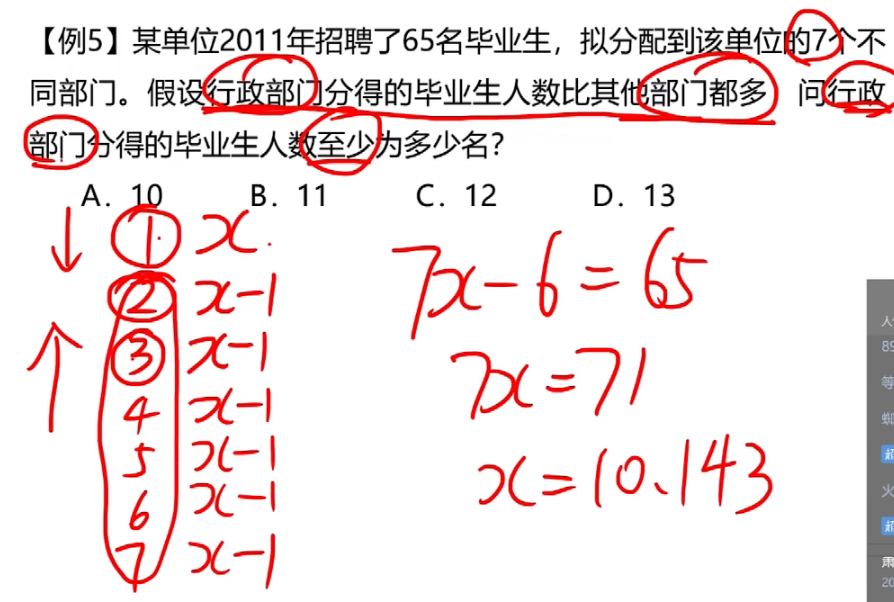 【例5】某单位2011年招聘了65名毕业生，拟分配到该单位的7个不
同部门。假设行政部门分得的毕业生人数比其他部门都多 问行政
部门分得的毕业生人数至少为多少名？
A．10 B．11 C．12 D．13
1 x
2 x-1
3 x-1
4 x-1
5 x-1
6 x-1
7 x-1
7x-6=65
7x=71
x=10.143
人
89
等
火
20